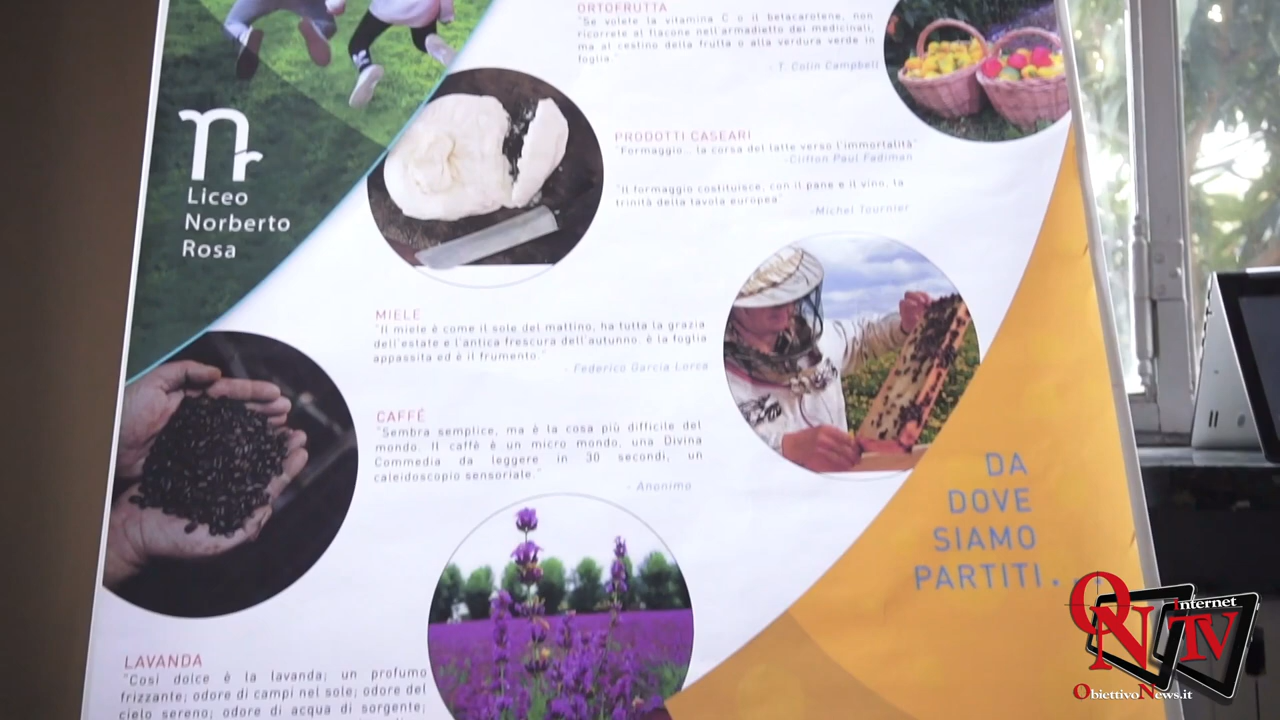 ORTOFRUTTA
"Se volete la vitamina C o il betacarotene, non
ricorrete al flacone nell'armadietto dei medicinali,
ma al cestino della frutta o alla verdura verde in
foglia."
- T. Colin Campbell
nr
Liceo
Norberto
Rosa
PRODOTTI CASEARI
"Formaggio... la corsa del latte verso l'immortalità"
-Clifton Paul Fadiman
"Il formaggio costituisce, con il pane e il vino, la
trinità della tavola europea"
-Michel Tournier
MIELE
"Il miele è come il sole del mattino, ha tutta la grazia
dell'estate e l'antica frescura dell'autunno. è la foglia
appassita ed è il frumento."
- Federico Garcia Lorca
CAFFÉ
"Sembra semplice, ma è la cosa più difficile del
mondo. Il caffè è un micro mondo, una Divina
Commedia da leggere in 30 secondi, un
caleidoscopio sensoriale."
- Anonimo
DA
DOVE
SIAMO
PARTITI...
LAVANDA
"Così dolce è la lavanda; un profumo
frizzante; odore di campi nel sole; odore del
cielo sereno; odore di acqua di sorgente;
ON Internet TV
ObiettivoNews.it